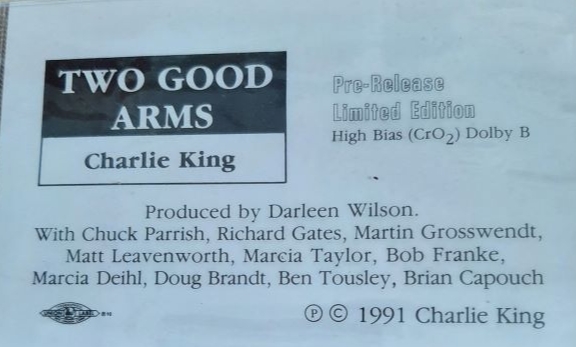 TWO GOOD
ARMS
Charlie King
Pre-Release
Limited Edition
High Bias (CrO2) Dolby B
Produced by Darleen Wilson.
With Chuck Parrish, Richard Gates, Martin Grosswendt,
Matt Leavenworth, Marcia Taylor, Bob Franke,
Marcia Deihl, Doug Brandt, Ben Tousley, Brian Capouch
℗ © 1991 Charlie King